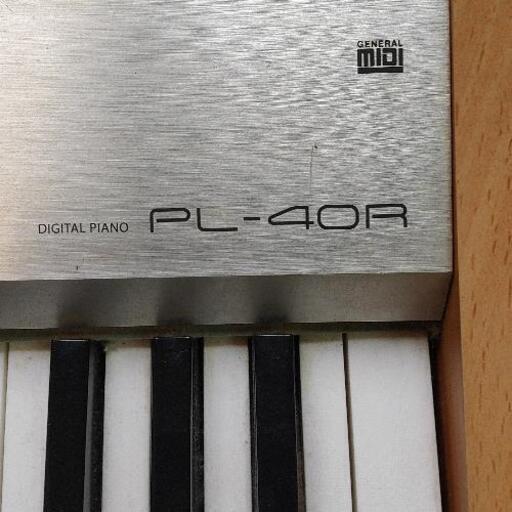 GENERAL
MIDI
DIGITAL PIANO PL-40R